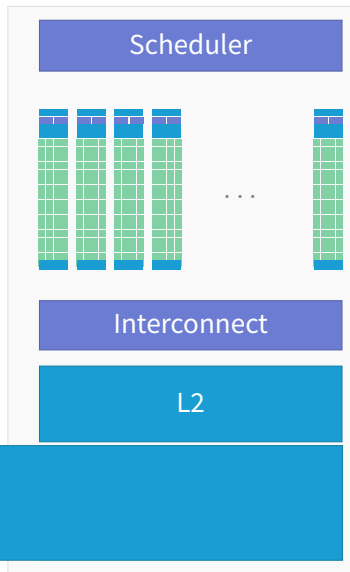 Scheduler
. . .
Interconnect
L2